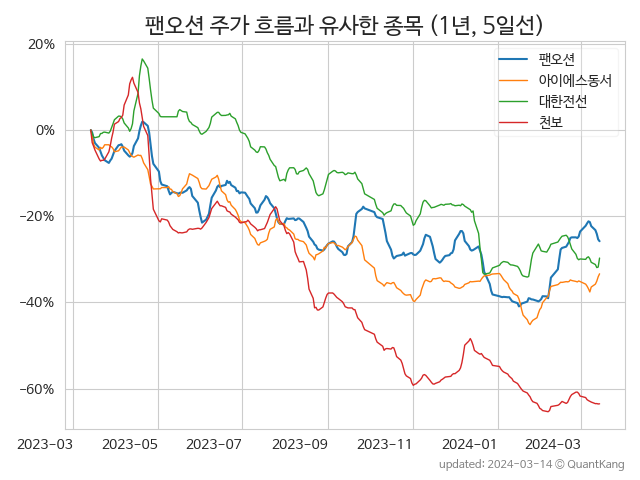 팬오션 주가 흐름과 유사한 종목 (1년, 5일선)
20%
0%
−20%
−40%
−60%
팬오션
아이에스동서
대한전선
천보
2023-03
2023-05
2023-07
2023-09
2023-11
2024-01
2024-03
updated: 2024-03-14 © QuantKang